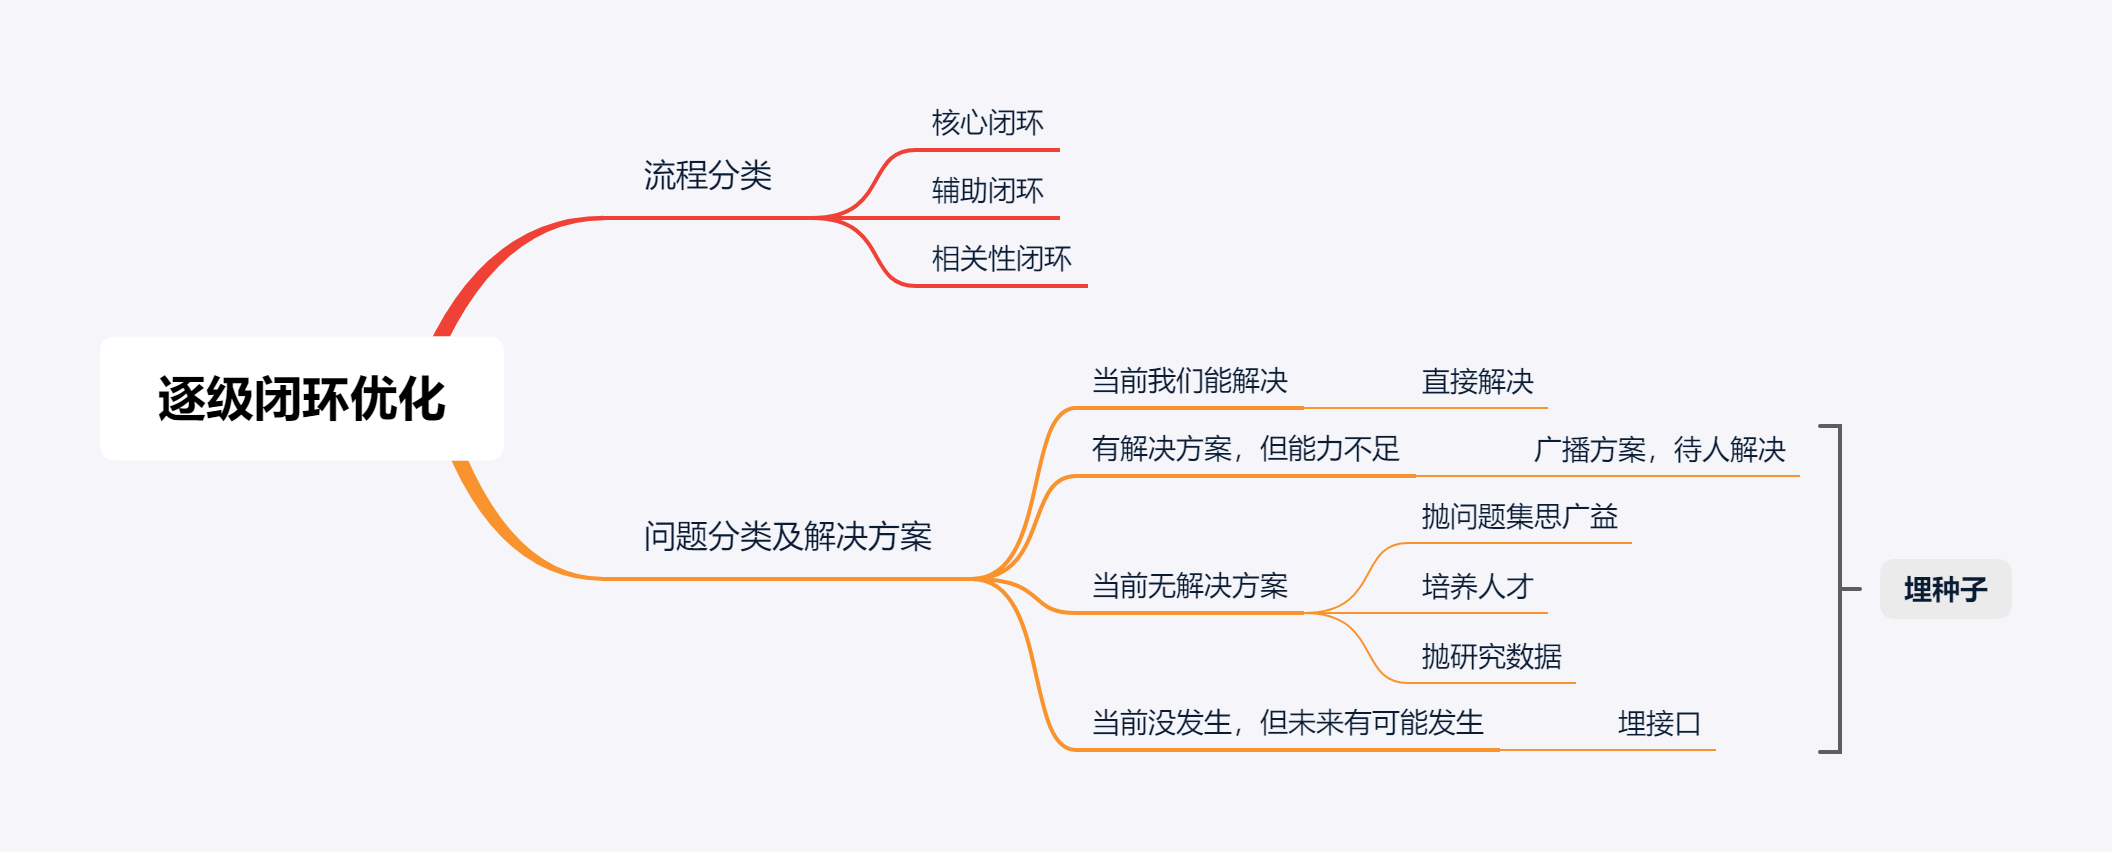 逐级闭环优化
流程分类
核心闭环
辅助闭环
相关性闭环
问题分类及解决方案
当前我们能解决
直接解决
有解决方案，但能力不足
广播方案，待人解决
当前无解决方案
抛问题集思广益
培养人才
抛研究数据
当前没发生，但未来有可能发生
埋接口
埋种子